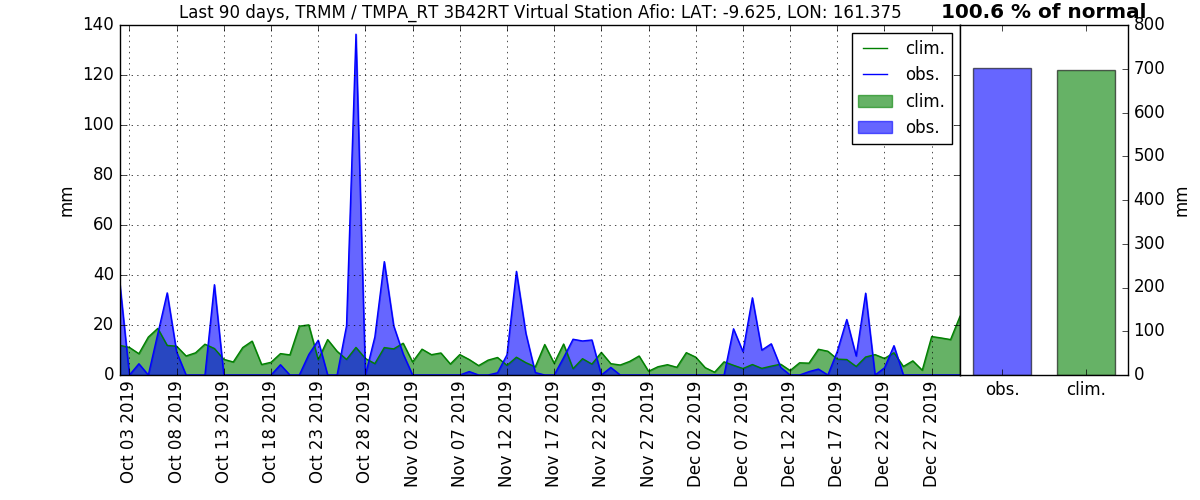 Last 90 days, TRMM / TMPA_RT 3B42RT Virtual Station Afio: LAT: -9.625, LON: 161.375
100.6 % of normal
140
120
100
80
60
40
20
0
mm
clim.
obs.
clim.
obs.
Oct 03 2019
Oct 08 2019
Oct 13 2019
Oct 18 2019
Oct 23 2019
Oct 28 2019
Nov 02 2019
Nov 07 2019
Nov 12 2019
Nov 17 2019
Nov 22 2019
Nov 27 2019
Dec 02 2019
Dec 07 2019
Dec 12 2019
Dec 17 2019
Dec 22 2019
Dec 27 2019
800
700
600
500
400
300
200
100
0
mm
obs.
clim.